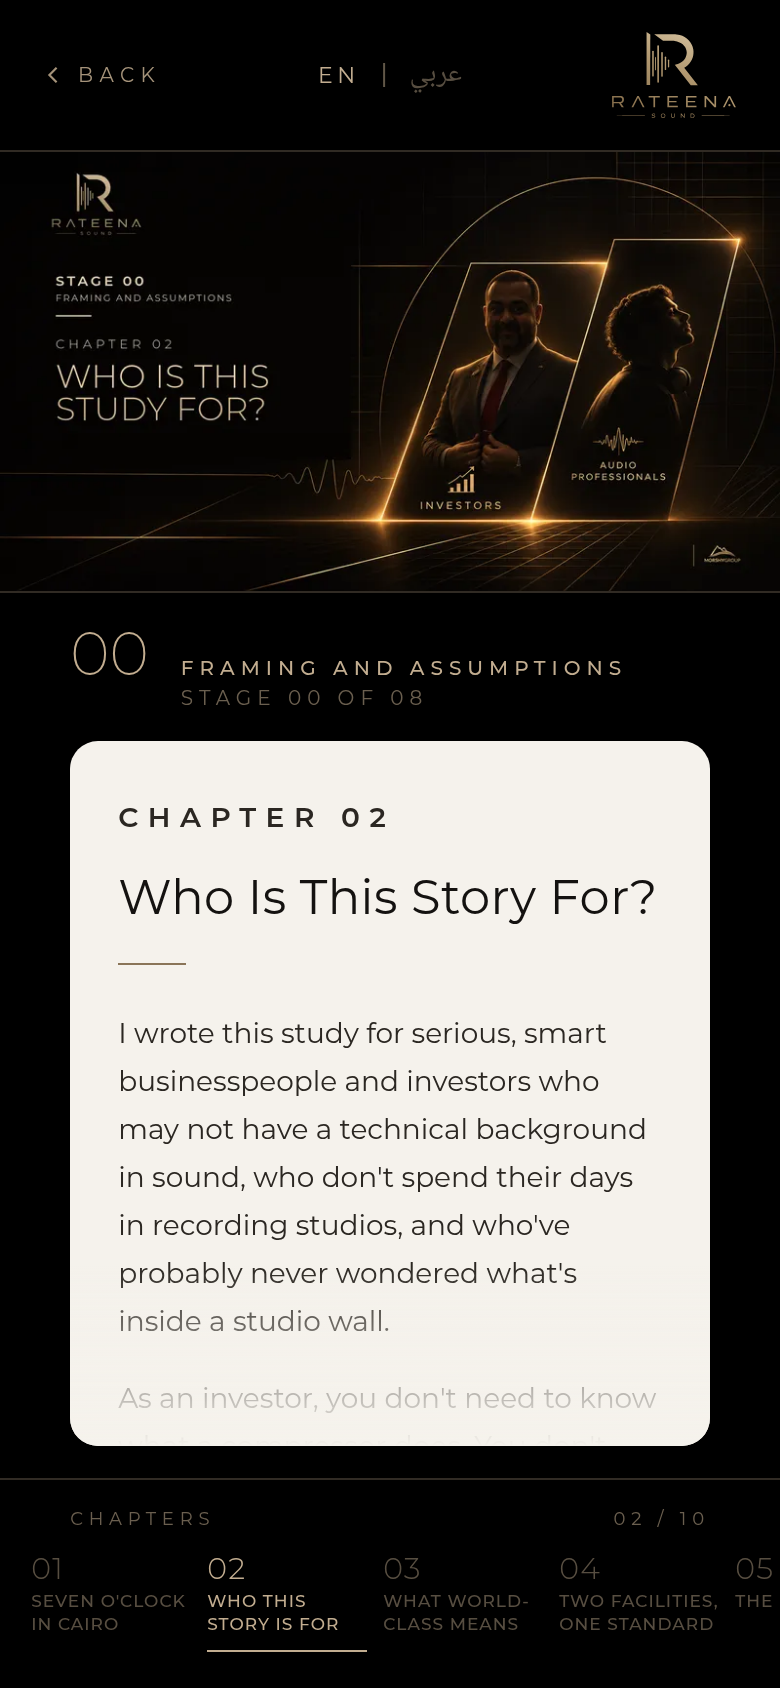 BACK
EN | عربي
RATEENA
SOUND
RATEENA
SOUND
STAGE 00
FRAMING AND ASSUMPTIONS
CHAPTER 02
WHO IS THIS
STUDY FOR?
INVESTORS
AUDIO
PROFESSIONALS
MORSHYGROUP
00
FRAMING AND ASSUMPTIONS
STAGE 00 OF 08
CHAPTER 02
Who Is This Story For?
I wrote this study for serious, smart
businesspeople and investors who
may not have a technical background
in sound, who don't spend their days
in recording studios, and who've
probably never wondered what's
inside a studio wall.
As an investor, you don't need to know
CHAPTERS
02 / 10
01
SEVEN O'CLOCK
IN CAIRO
02
WHO THIS
STORY IS FOR
03
WHAT WORLD-
CLASS MEANS
04
TWO FACILITIES,
ONE STANDARD
05
THE